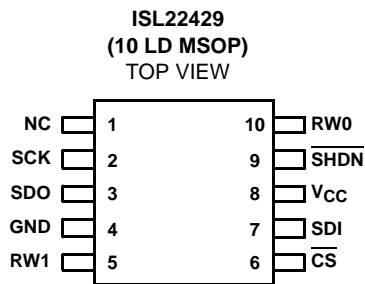 ISL22429
(10 LD MSOP)
TOP VIEW
NC 1 10 RW0
SCK 2 9 SHDN
SDO 3 8 VCC
GND 4 7 SDI
RW1 5 6 CS